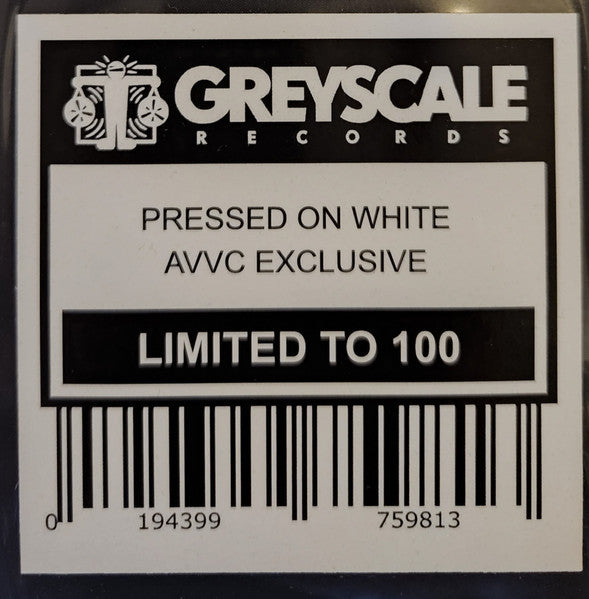 GREYSCALE
RECORDS
PRESSED ON WHITE
AVVC EXCLUSIVE
LIMITED TO 100
0 194399 759813